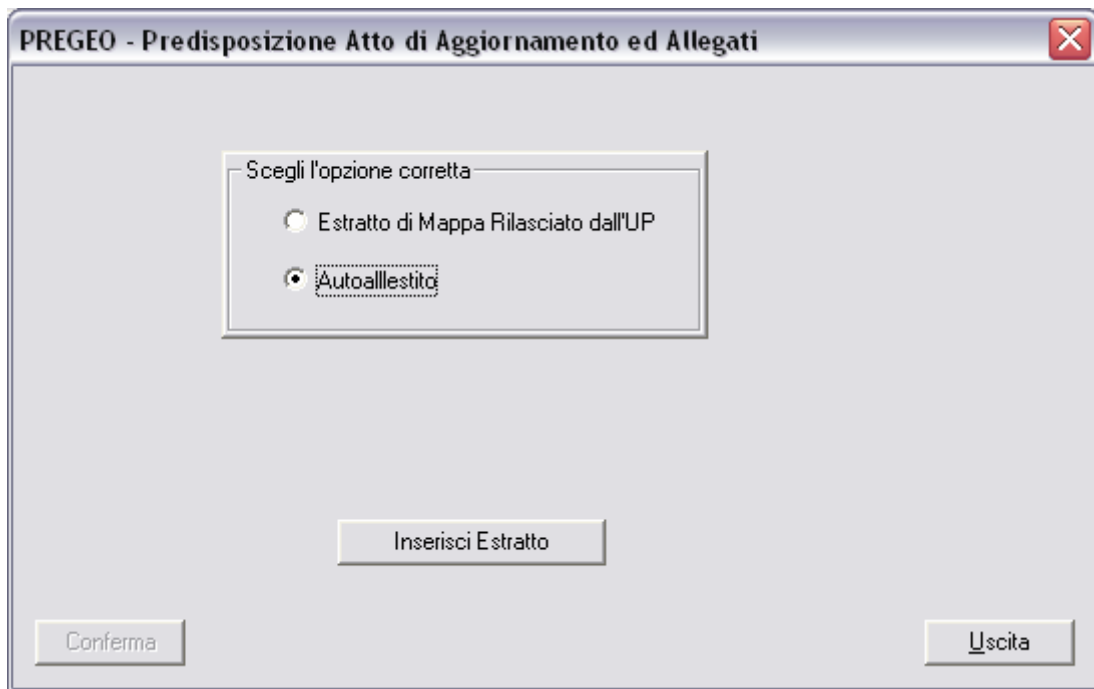 PREGEO - Predisposizione Atto di Aggiornamento ed Allegati
Scegli l'opzione corretta
Estratto di Mappa Rilasciato dall'UP
Autoalllestito
Inserisci Estratto
Conferma
Uscita